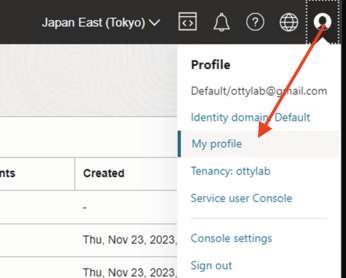 Japan East (Tokyo)
Profile
Default/ottylab@gmail.com
Identity domain: Default
My profile
Tenancy: ottylab
Service user Console
Console settings
Sign out
nts
Created
-
Thu, Nov 23, 2023,
Thu, Nov 23, 2023,